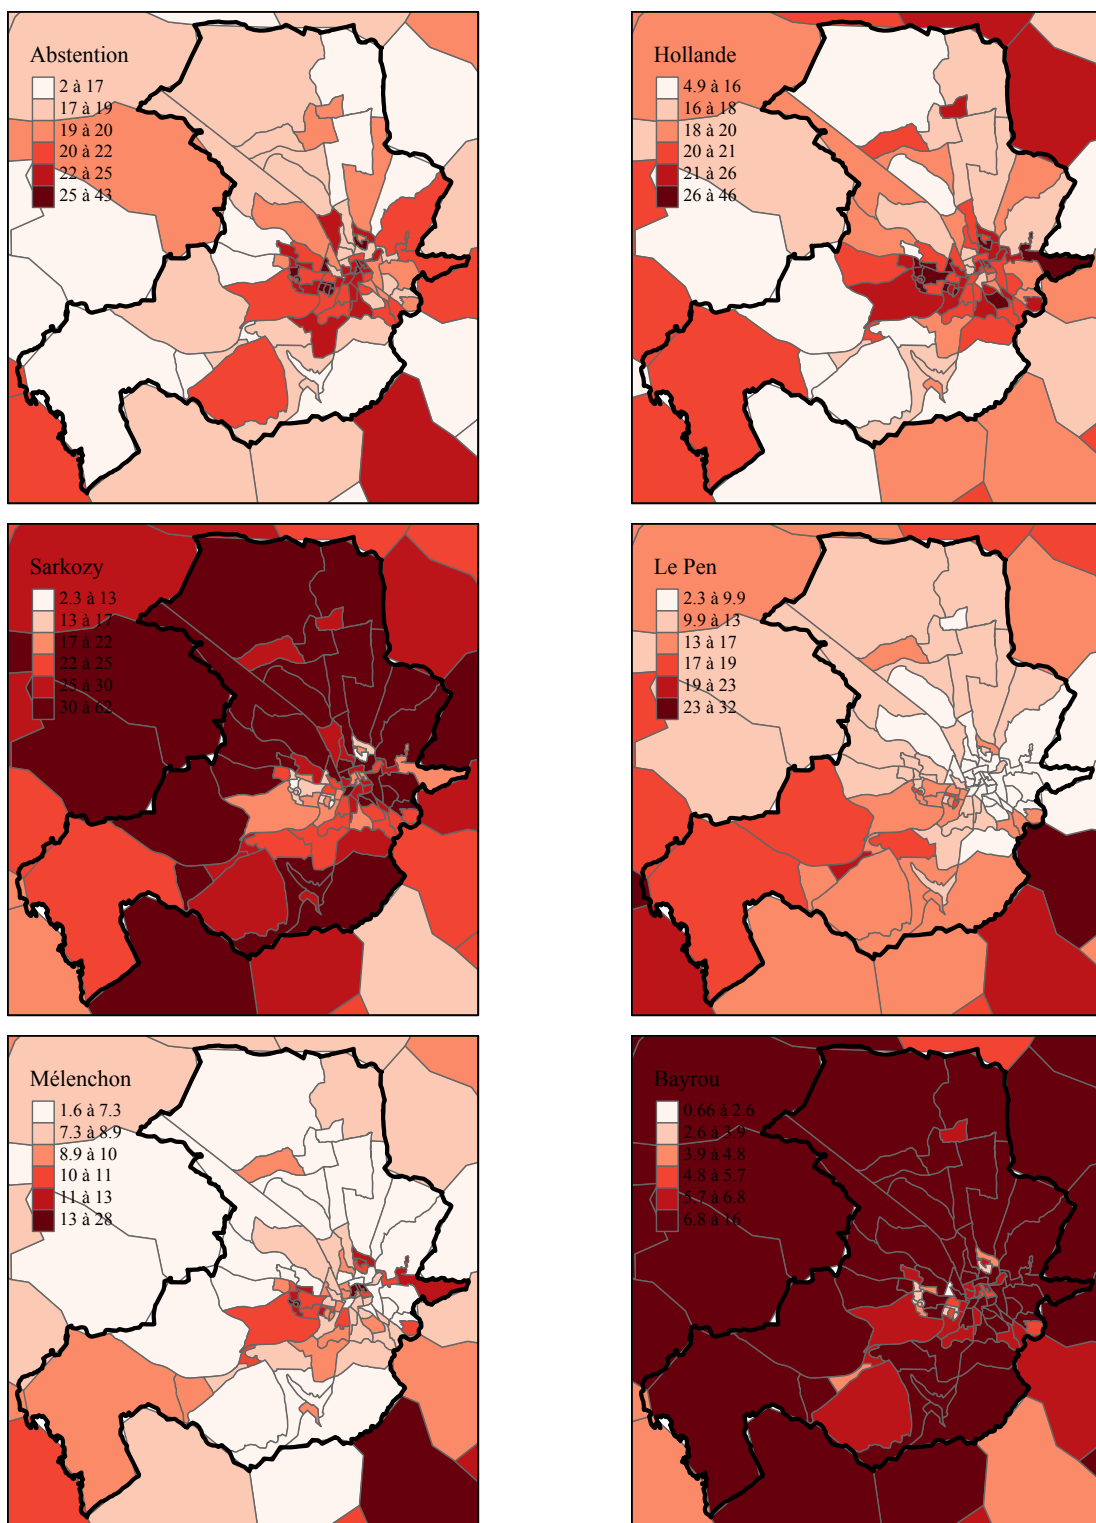 Abstention
2 à 17
17 à 19
19 à 20
20 à 22
22 à 25
25 à 43
Hollande
4.9 à 16
16 à 18
18 à 20
20 à 21
21 à 26
26 à 46
Sarkozy
2.3 à 13
13 à 17
17 à 22
22 à 25
25 à 30
30 à 62
Le Pen
2.3 à 9.9
9.9 à 13
13 à 17
17 à 19
19 à 23
23 à 32
Mélenchon
1.6 à 7.3
7.3 à 8.9
8.9 à 10
10 à 11
11 à 13
13 à 28
Bayrou
0.66 à 2.6
2.6 à 3.9
3.9 à 4.8
4.8 à 5.7
5.7 à 6.8
6.8 à 16